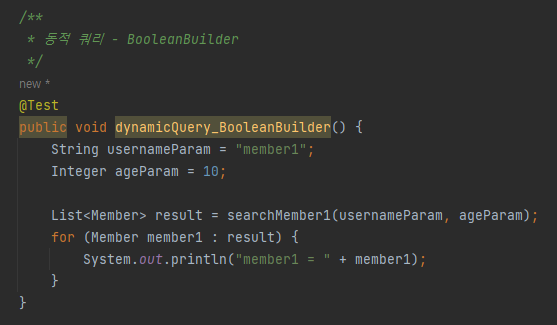 /**
 * 동적 쿼리 - BooleanBuilder
 */
new *
@Test
public void dynamicQuery_BooleanBuilder() {
    String usernameParam = "member1";
    Integer ageParam = 10;

    List<Member> result = searchMember1(usernameParam, ageParam);
    for (Member member1 : result) {
        System.out.println("member1 = " + member1);
    }
}